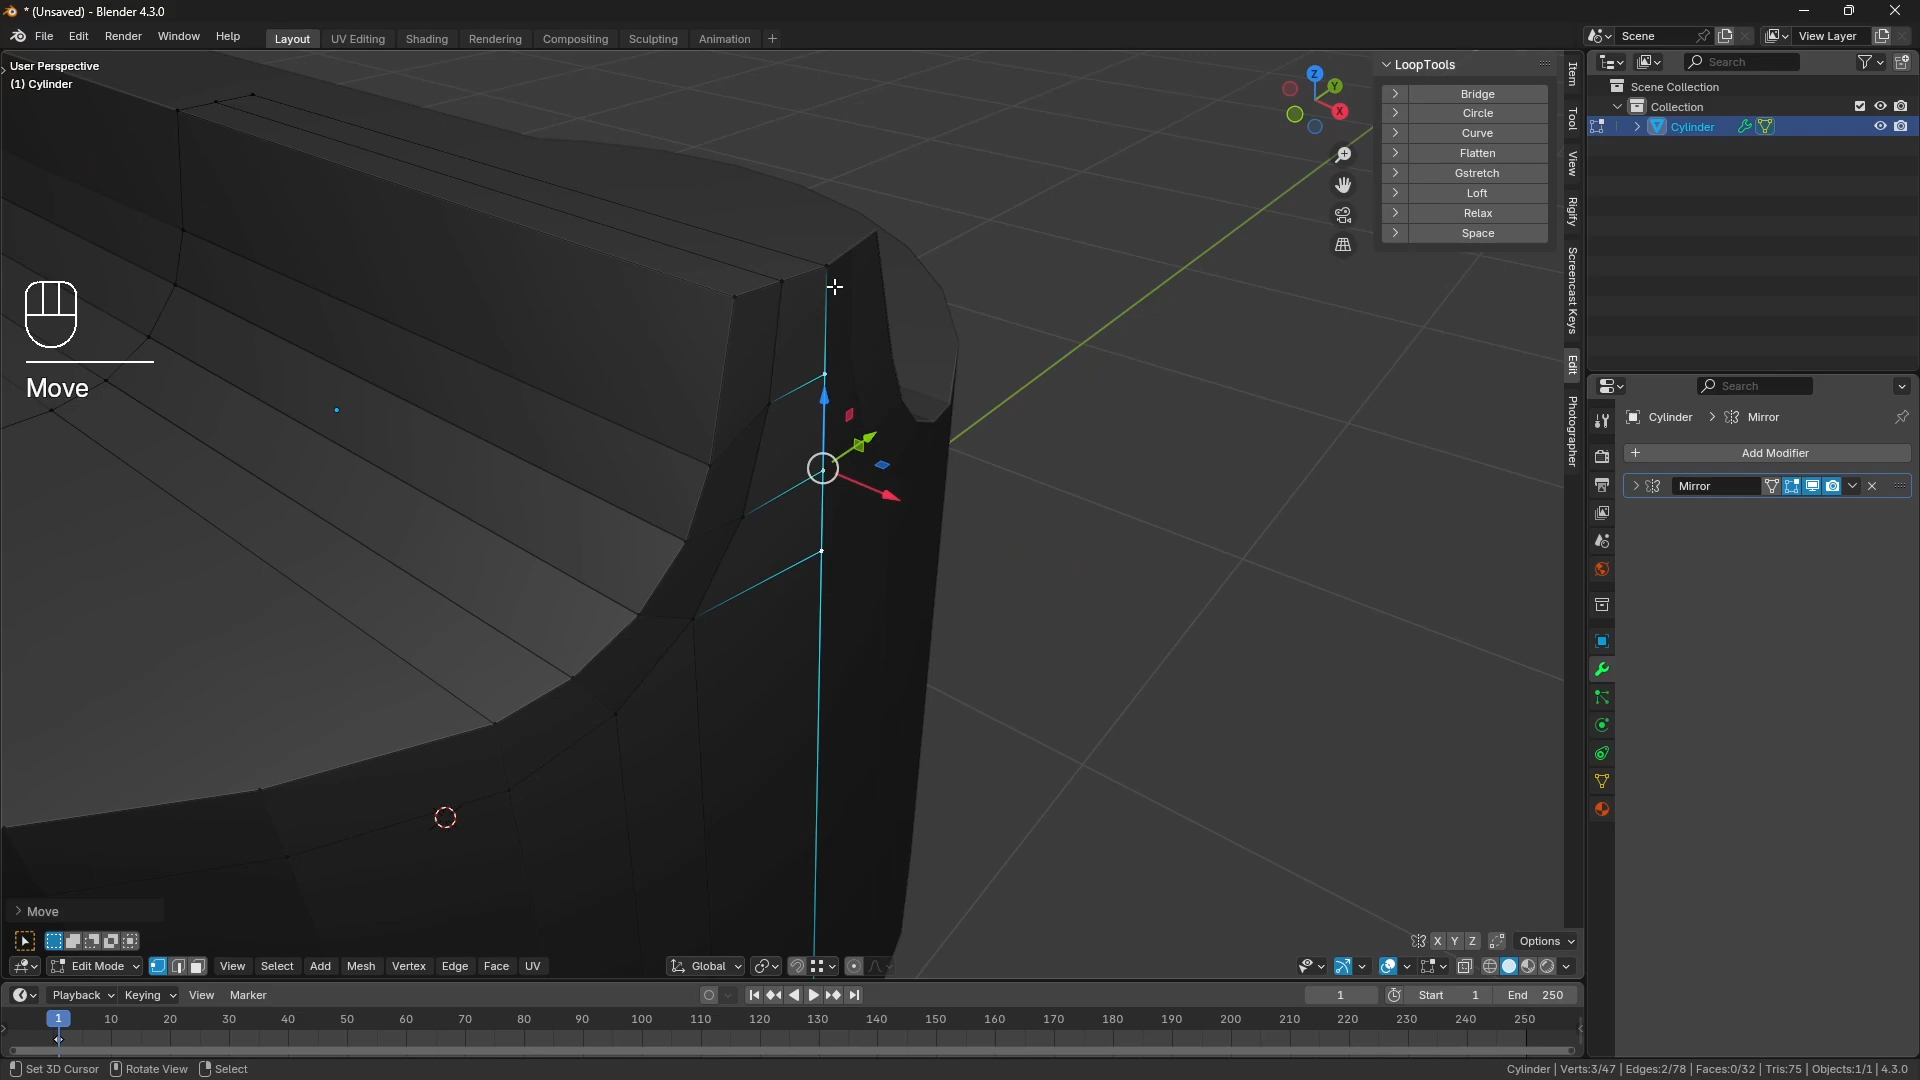 * (Unsaved) - Blender 4.3.0
File Edit Render Window Help Layout UV Editing Shading Rendering Compositing Sculpting Animation + Scene View Layer
User Perspective
(1) Cylinder
Z
Y
X
LoopTools
Bridge
Circle
Curve
Flatten
Gstretch
Loft
Relax
Space
Item
Tool
View
Rigify
Screencast Keys
Edit
Photographer
Search
Scene Collection
Collection
Cylinder
Search
Cylinder > Mirror
+ Add Modifier
Mirror
Move
> Move
X Y Z Options
Edit Mode View Select Add Mesh Vertex Edge Face UV Global
Playback Keying View Marker 1 Start 1 End 250
1 10 20 30 40 50 60 70 80 90 100 110 120 130 140 150 160 170 180 190 200 210 220 230 240 250
Set 3D Cursor Rotate View Select Cylinder | Verts:3/47 | Edges:2/78 | Faces:0/32 | Tris:75 | Objects:1/1 | 4.3.0